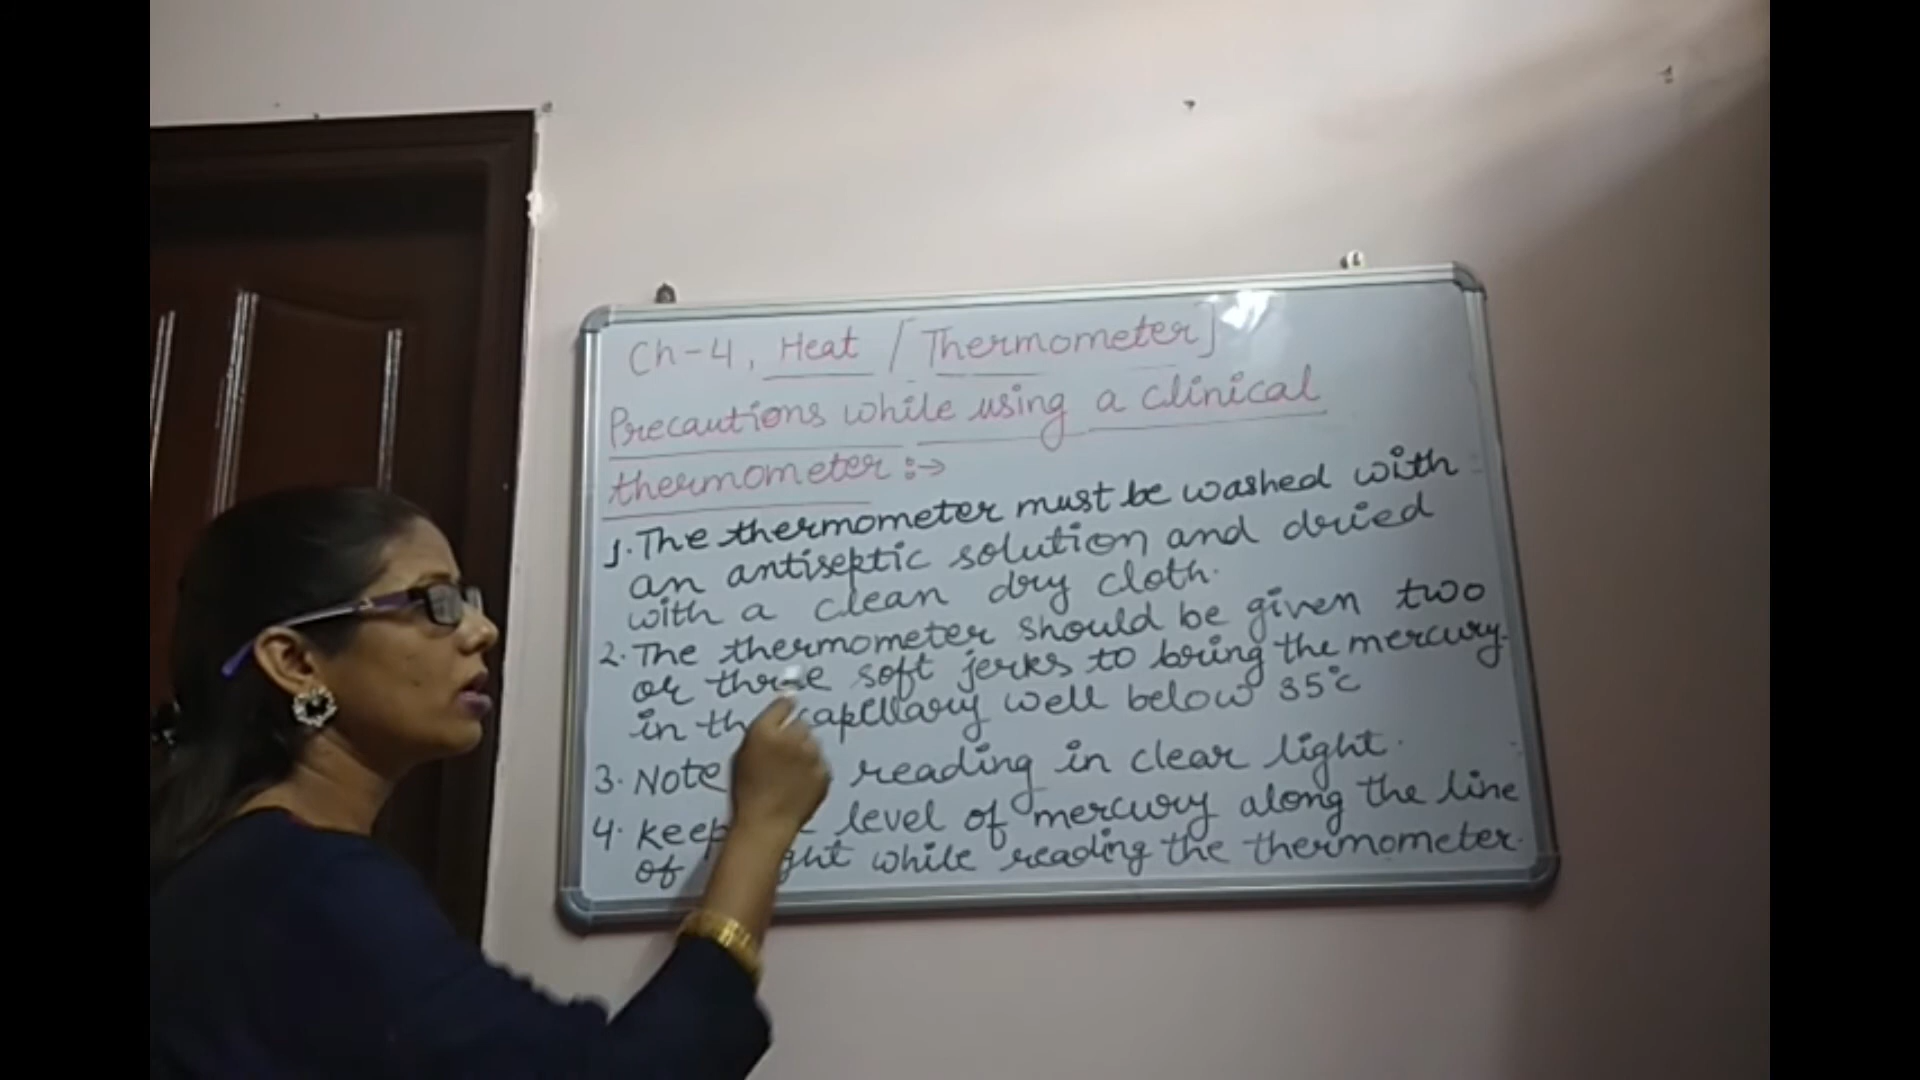 Ch-4, Heat [Thermometer]
Precautions while using a clinical
thermometer :→
1. The thermometer must be washed with
an antiseptic solution and dried
with a clean dry cloth.
2. The thermometer should be given two
or three soft jerks to bring the mercury
in the capillary well below 35°C
3. Note reading in clear light.
4. Keep level of mercury along the line
of while reading the thermometer.